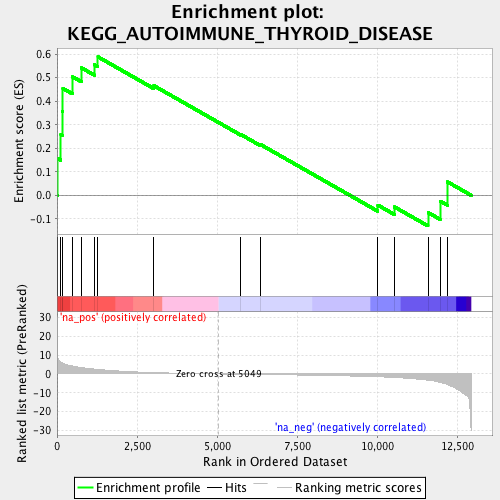 Enrichment plot:
KEGG_AUTOIMMUNE_THYROID_DISEASE
Enrichment score (ES)
0.6
0.5
0.4
0.3
0.2
0.1
0.0
-0.1
'na_pos' (positively correlated)
Ranked list metric (PreRanked)
30
20
10
0
-10
-20
-30
Zero cross at 5049
'na_neg' (negatively correlated)
0
2,500
5,000
7,500
10,000
12,500
Rank in Ordered Dataset
Enrichment profile
Hits
Ranking metric scores